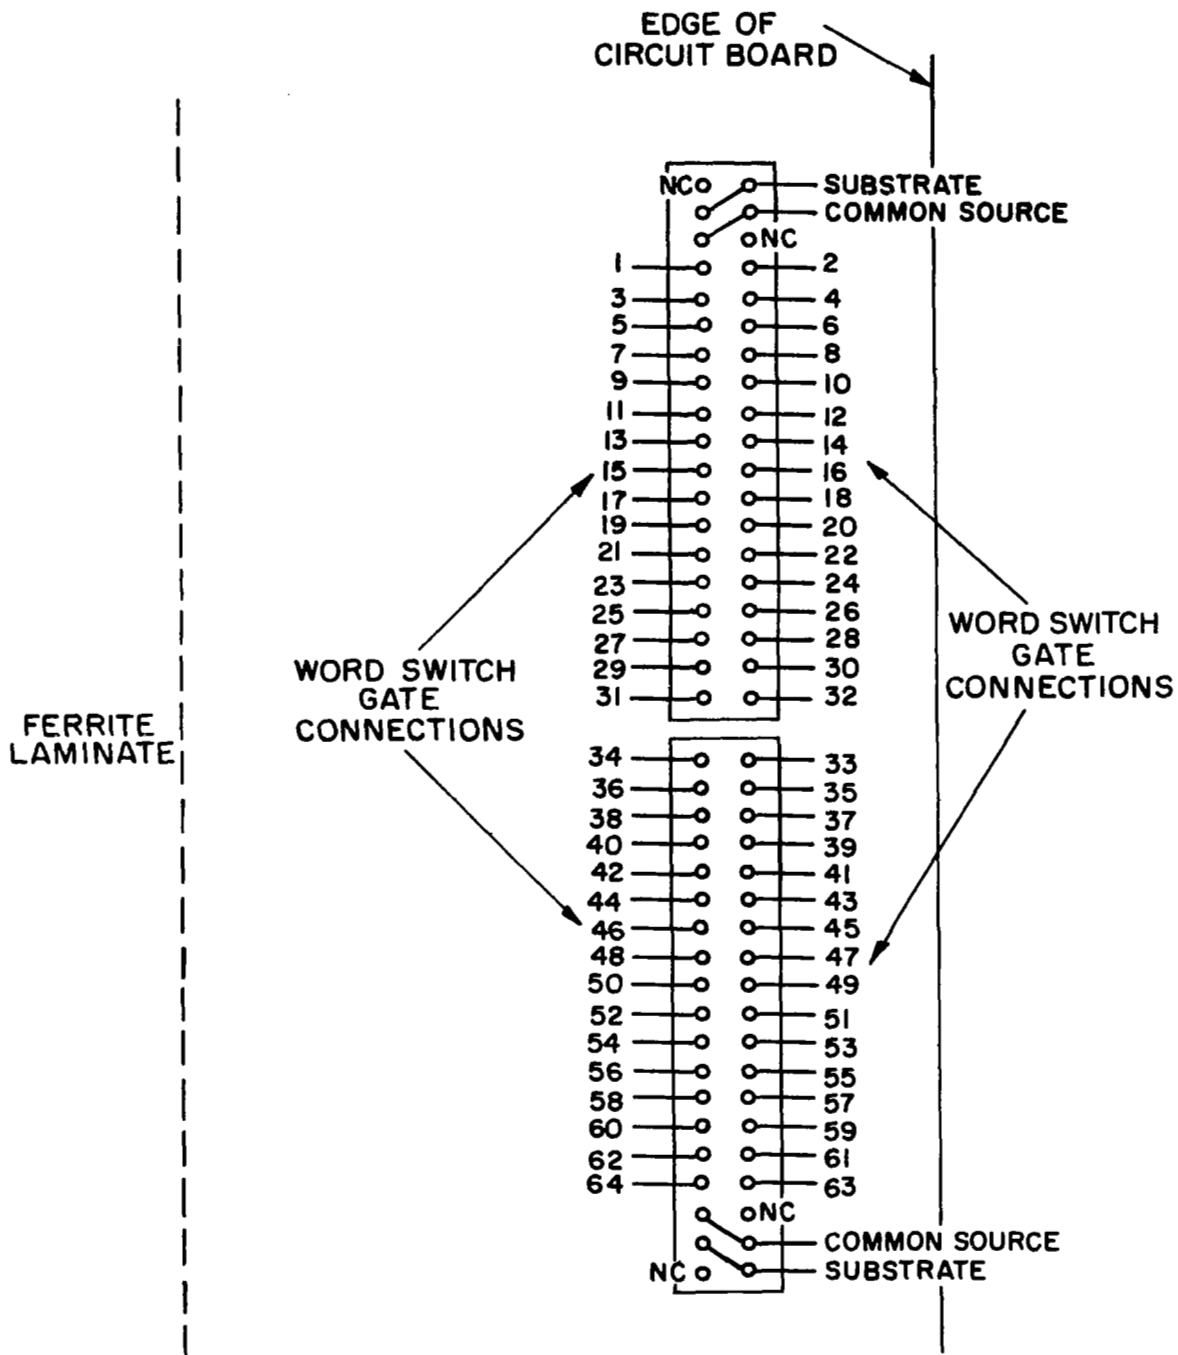 EDGE OF
CIRCUIT BOARD
NC SUBSTRATE
COMMON SOURCE
NC
1 2
3 4
5 6
7 8
9 10
11 12
13 14
15 16
17 18
19 20
21 22
23 24
25 26
27 28
29 30
31 32
WORD SWITCH
GATE
CONNECTIONS
WORD SWITCH
GATE
CONNECTIONS
FERRITE
LAMINATE
34 33
36 35
38 37
40 39
42 41
44 43
46 45
48 47
50 49
52 51
54 53
56 55
58 57
60 59
62 61
64 63
NC
COMMON SOURCE
NC SUBSTRATE